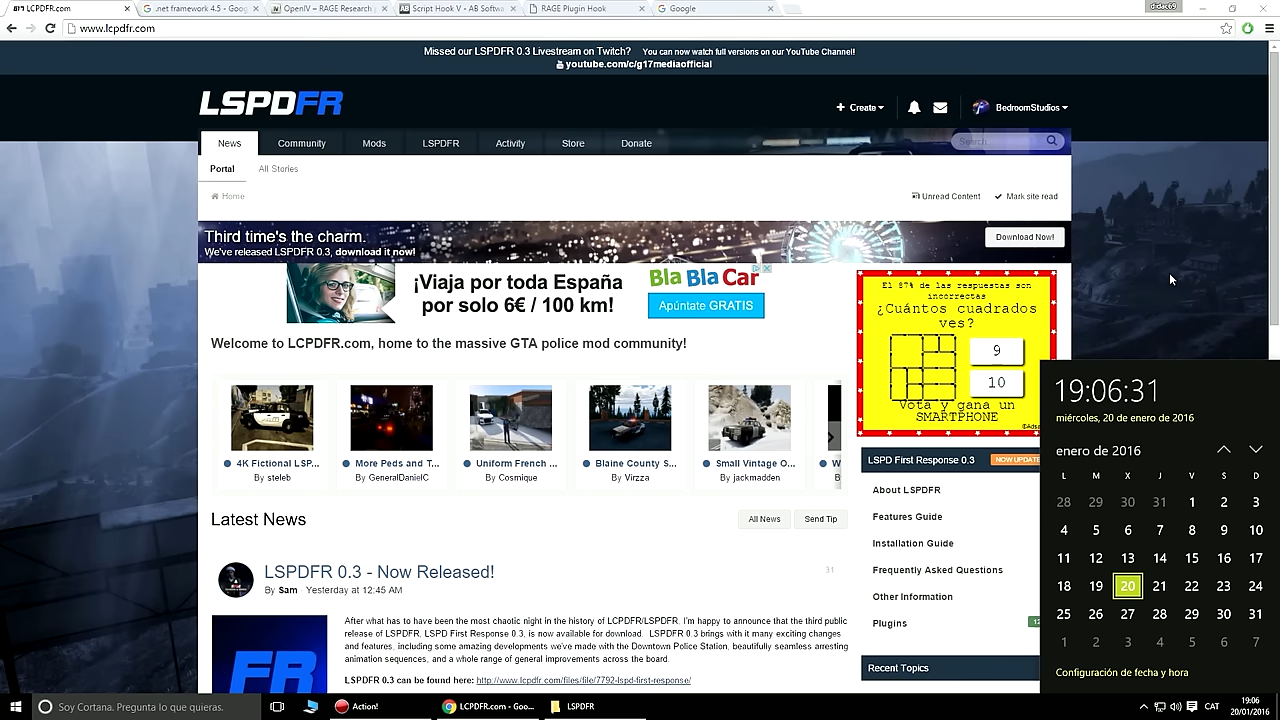 LCPDFR.com
.net framework 4.5 - Goog
OpenIV – RAGE Research
Script Hook V - AB Softwa
RAGE Plugin Hook
Google
www.lcpdfr.com
Missed our LSPDFR 0.3 Livestream on Twitch? You can now watch full versions on our YouTube Channel!
youtube.com/c/g17mediaofficial
LSPDFR
Create
BedroomStudios
News
Community
Mods
LSPDFR
Activity
Store
Donate
Search...
Portal
All Stories
Home
Unread Content
Mark site read
Third time's the charm.
We've released LSPDFR 0.3, download it now!
Download Now!
¡Viaja por toda España
por solo 6€ / 100 km!
Bla Bla Car
Apúntate GRATIS
El 87% de las respuestas son
incorrectas
¿Cuántos cuadrados
ves?
9
10
Vota y gana un
SMARTPHONE
Welcome to LCPDFR.com, home to the massive GTA police mod community!
4K Fictional LSP...
By steleb
More Peds and T...
By GeneralDanielC
Uniform French ...
By Cosmique
Blaine County S...
By Virzza
Small Vintage O...
By jackmadden
W
B
LSPD First Response 0.3
NOW UPDATE
About LSPDFR
Features Guide
Installation Guide
Frequently Asked Questions
Other Information
Plugins
12
Recent Topics
Latest News
All News
Send Tip
LSPDFR 0.3 - Now Released!
31
By Sam Yesterday at 12:45 AM
After what has to have been the most chaotic night in the history of LCPDFR/LSPDFR, I'm happy to announce that the third public
release of LSPDFR, LSPD First Response 0.3, is now available for download. LSPDFR 0.3 brings with it many exciting changes
and features, including some amazing developments we've made with the Downtown Police Station, beautifully seamless arresting
animation sequences, and a whole range of general improvements across the board.
LSPDFR 0.3 can be found here: http://www.lcpdfr.com/files/file/7792-lspd-first-response/
FR
19:06:31
miércoles, 20 de enero de 2016
enero de 2016
L M X J V S D
28 29 30 31 1 2 3
4 5 6 7 8 9 10
11 12 13 14 15 16 17
18 19 20 21 22 23 24
25 26 27 28 29 30 31
1 2 3 4 5 6 7
Configuración de fecha y hora
Soy Cortana. Pregunta lo que quieras.
Action!
LCPDFR.com - Goo...
LSPDFR
CAT
19:06
20/01/2016